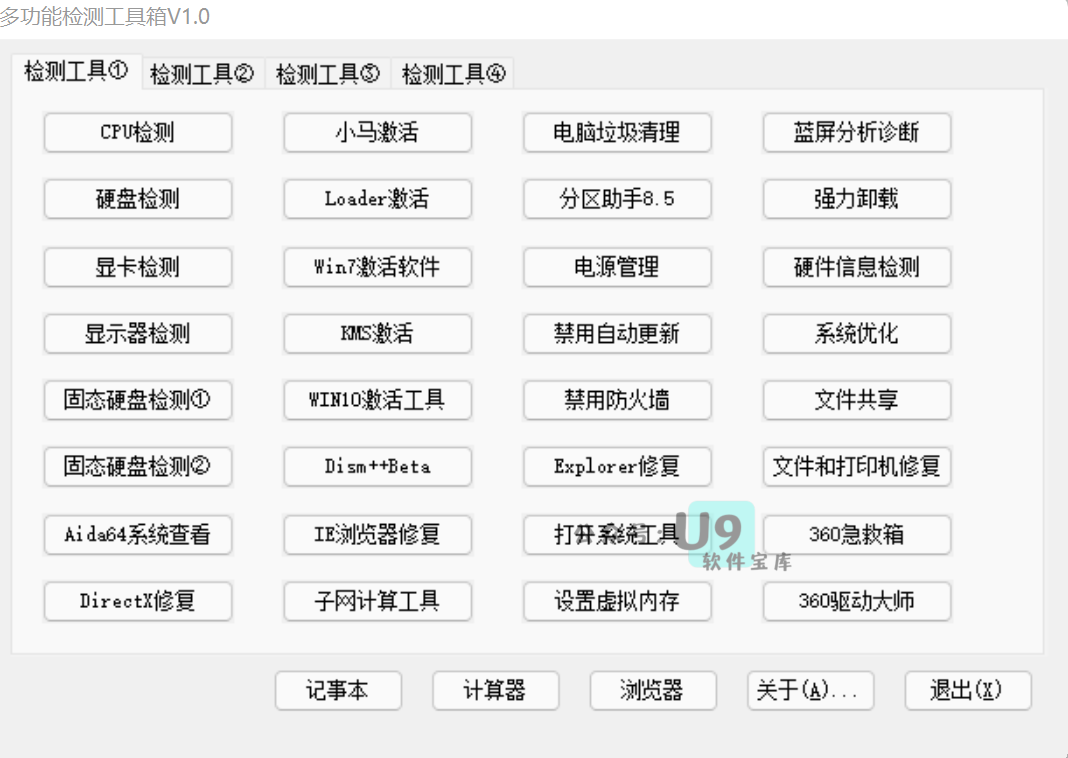 多功能检测工具箱V1.0
检测工具① 检测工具② 检测工具③ 检测工具④
CPU检测 小马激活 电脑垃圾清理 蓝屏分析诊断
硬盘检测 Loader激活 分区助手8.5 强力卸载
显卡检测 Win7激活软件 电源管理 硬件信息检测
显示器检测 KMS激活 禁用自动更新 系统优化
固态硬盘检测① WIN10激活工具 禁用防火墙 文件共享
固态硬盘检测② Dism++Beta Explorer修复 文件和打印机修复
Aida64系统查看 IE浏览器修复 打开系统工具 360急救箱
U9
软件宝库
DirectX修复 子网计算工具 设置虚拟内存 360驱动大师
记事本 计算器 浏览器 关于(A)... 退出(X)